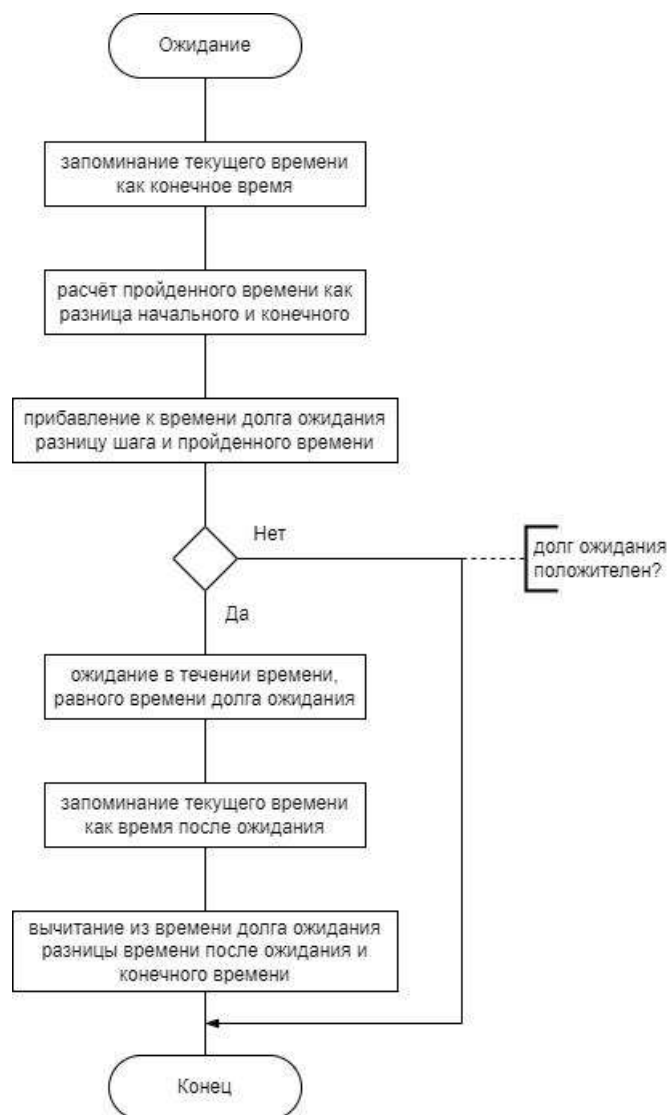 Ожидание
запоминание текущего времени
как конечное время
расчёт пройденного времени как
разница начального и конечного
прибавление к времени долга ожидания
разницу шага и пройденного времени
Нет
долг ожидания
положителен?
Да
ожидание в течении времени,
равного времени долга ожидания
запоминание текущего времени
как время после ожидания
вычитание из времени долга ожидания
разницы времени после ожидания и
конечного времени
Конец